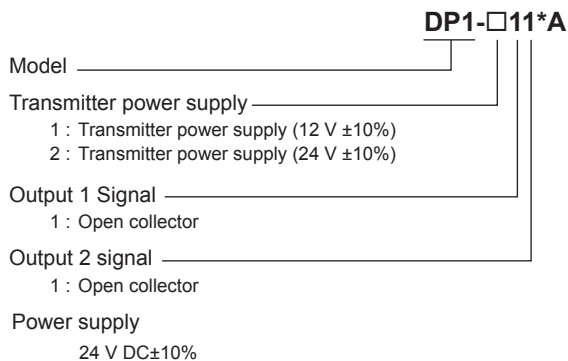 DP1-□11*A
Model
Transmitter power supply
1 : Transmitter power supply (12 V ±10%)
2 : Transmitter power supply (24 V ±10%)
Output 1 Signal
1 : Open collector
Output 2 signal
1 : Open collector
Power supply
24 V DC±10%